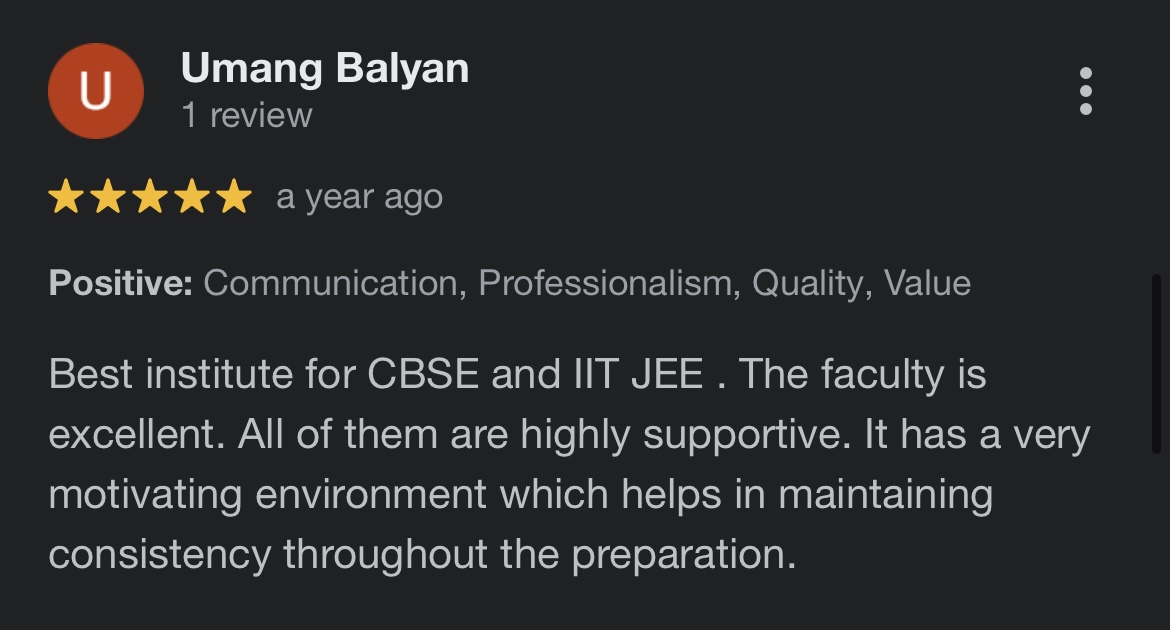 U
Umang Balyan
1 review
a year ago
Positive: Communication, Professionalism, Quality, Value
Best institute for CBSE and IIT JEE . The faculty is
excellent. All of them are highly supportive. It has a very
motivating environment which helps in maintaining
consistency throughout the preparation.